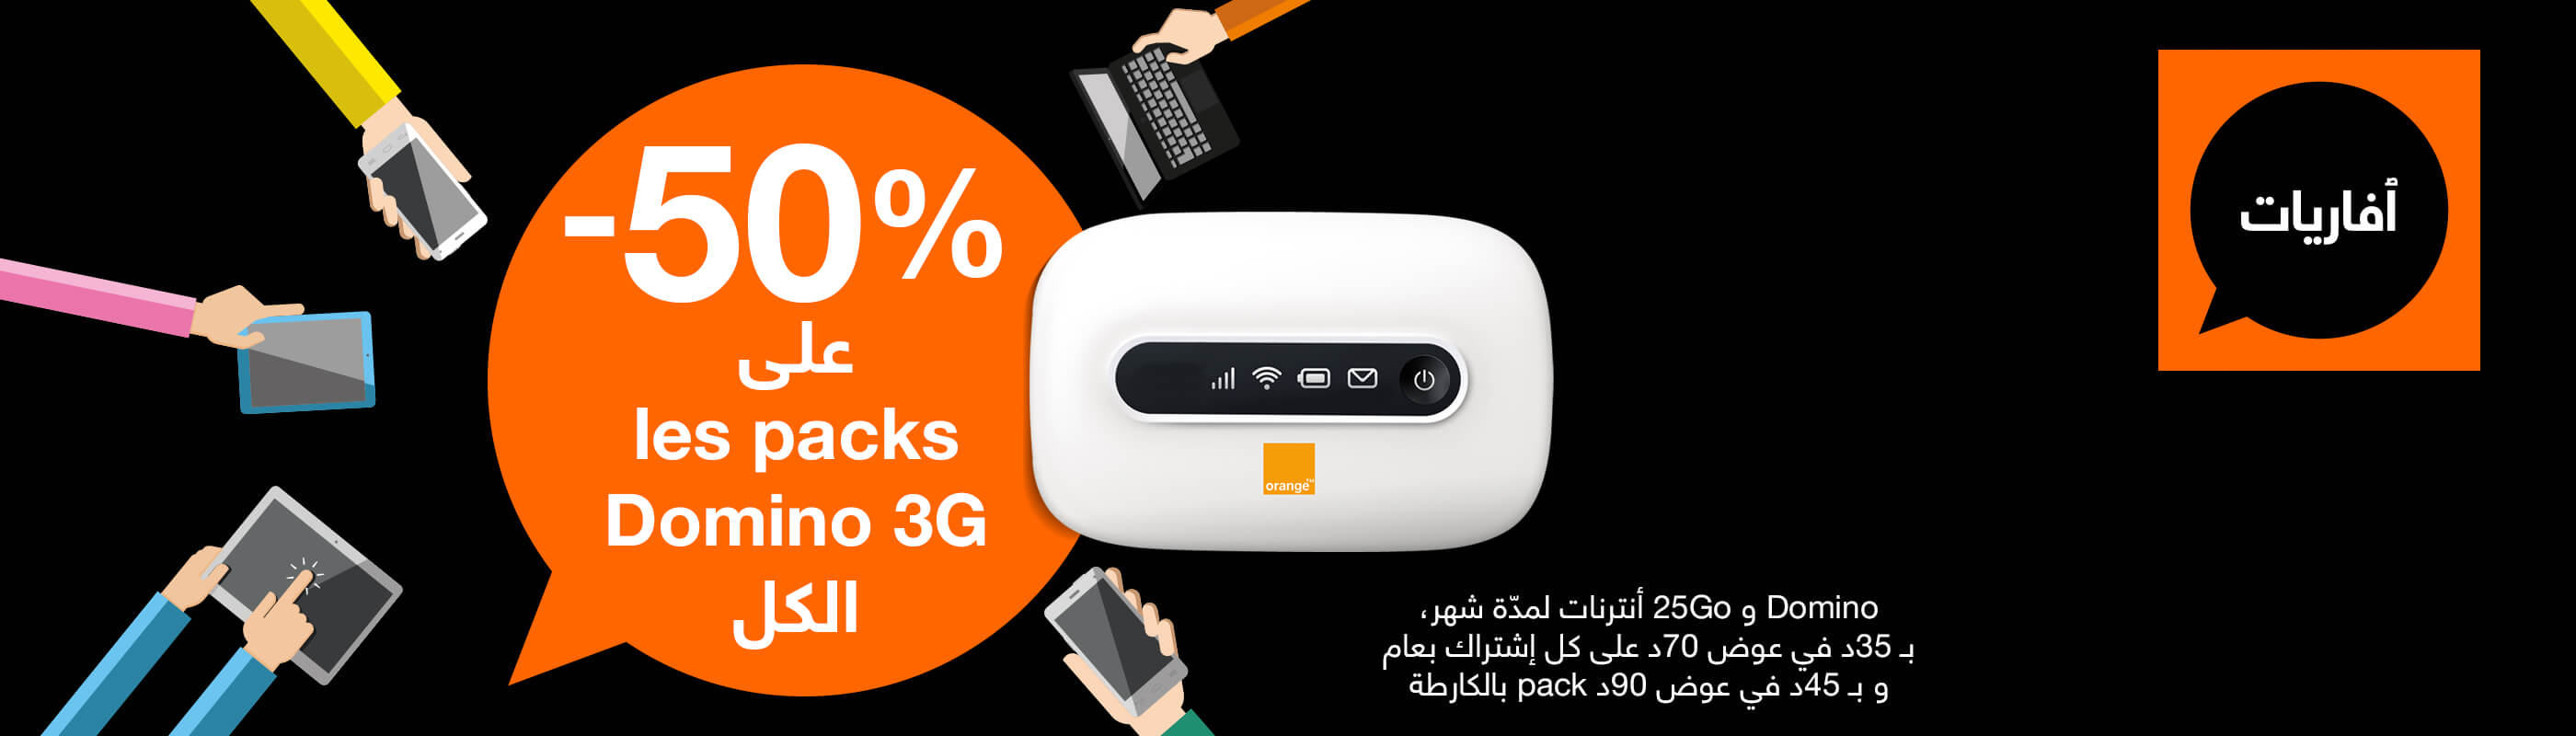 -50%
على
les packs
Domino 3G
الكل
orange™
أفاريات
Domino و 25Go أنترنات لمدّة شهر،
بـ 35د في عوض 70د على كل إشتراك بعام
و بـ 45د في عوض 90د pack بالكارطة